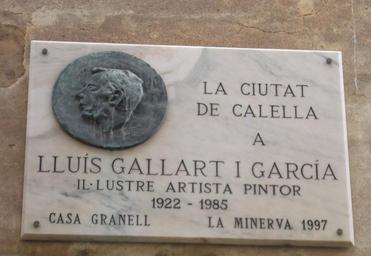 LA CIUTAT
DE CALELLA
A
LLUÍS GALLART I GARCÍA
IL·LUSTRE ARTISTA PINTOR
1922 - 1985
CASA GRANELL LA MINERVA 1997